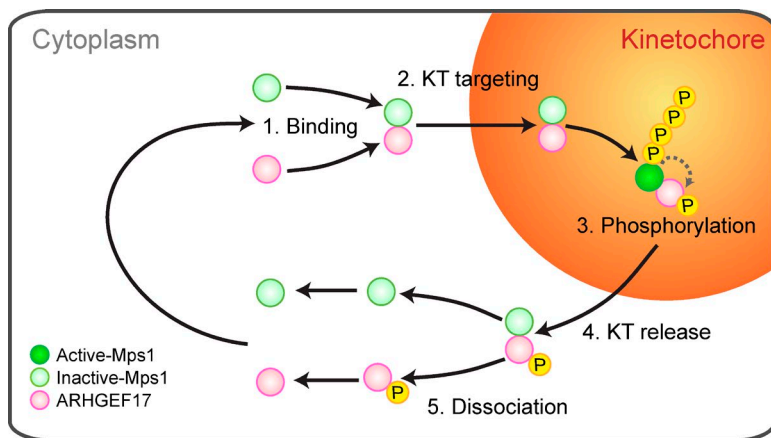 Cytoplasm
Kinetochore
2. KT targeting
P
P
P
P
1. Binding
P
3. Phosphorylation
4. KT release
P
P
5. Dissociation
Active-Mps1
Inactive-Mps1
ARHGEF17